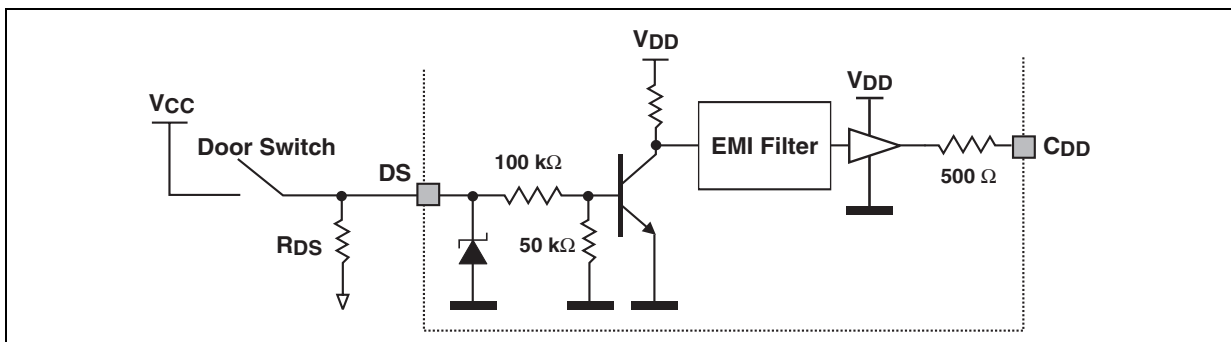 VDD
VCC
VDD
Door Switch
EMI Filter
CDD
DS
100 kΩ
500 Ω
50 kΩ
RDS